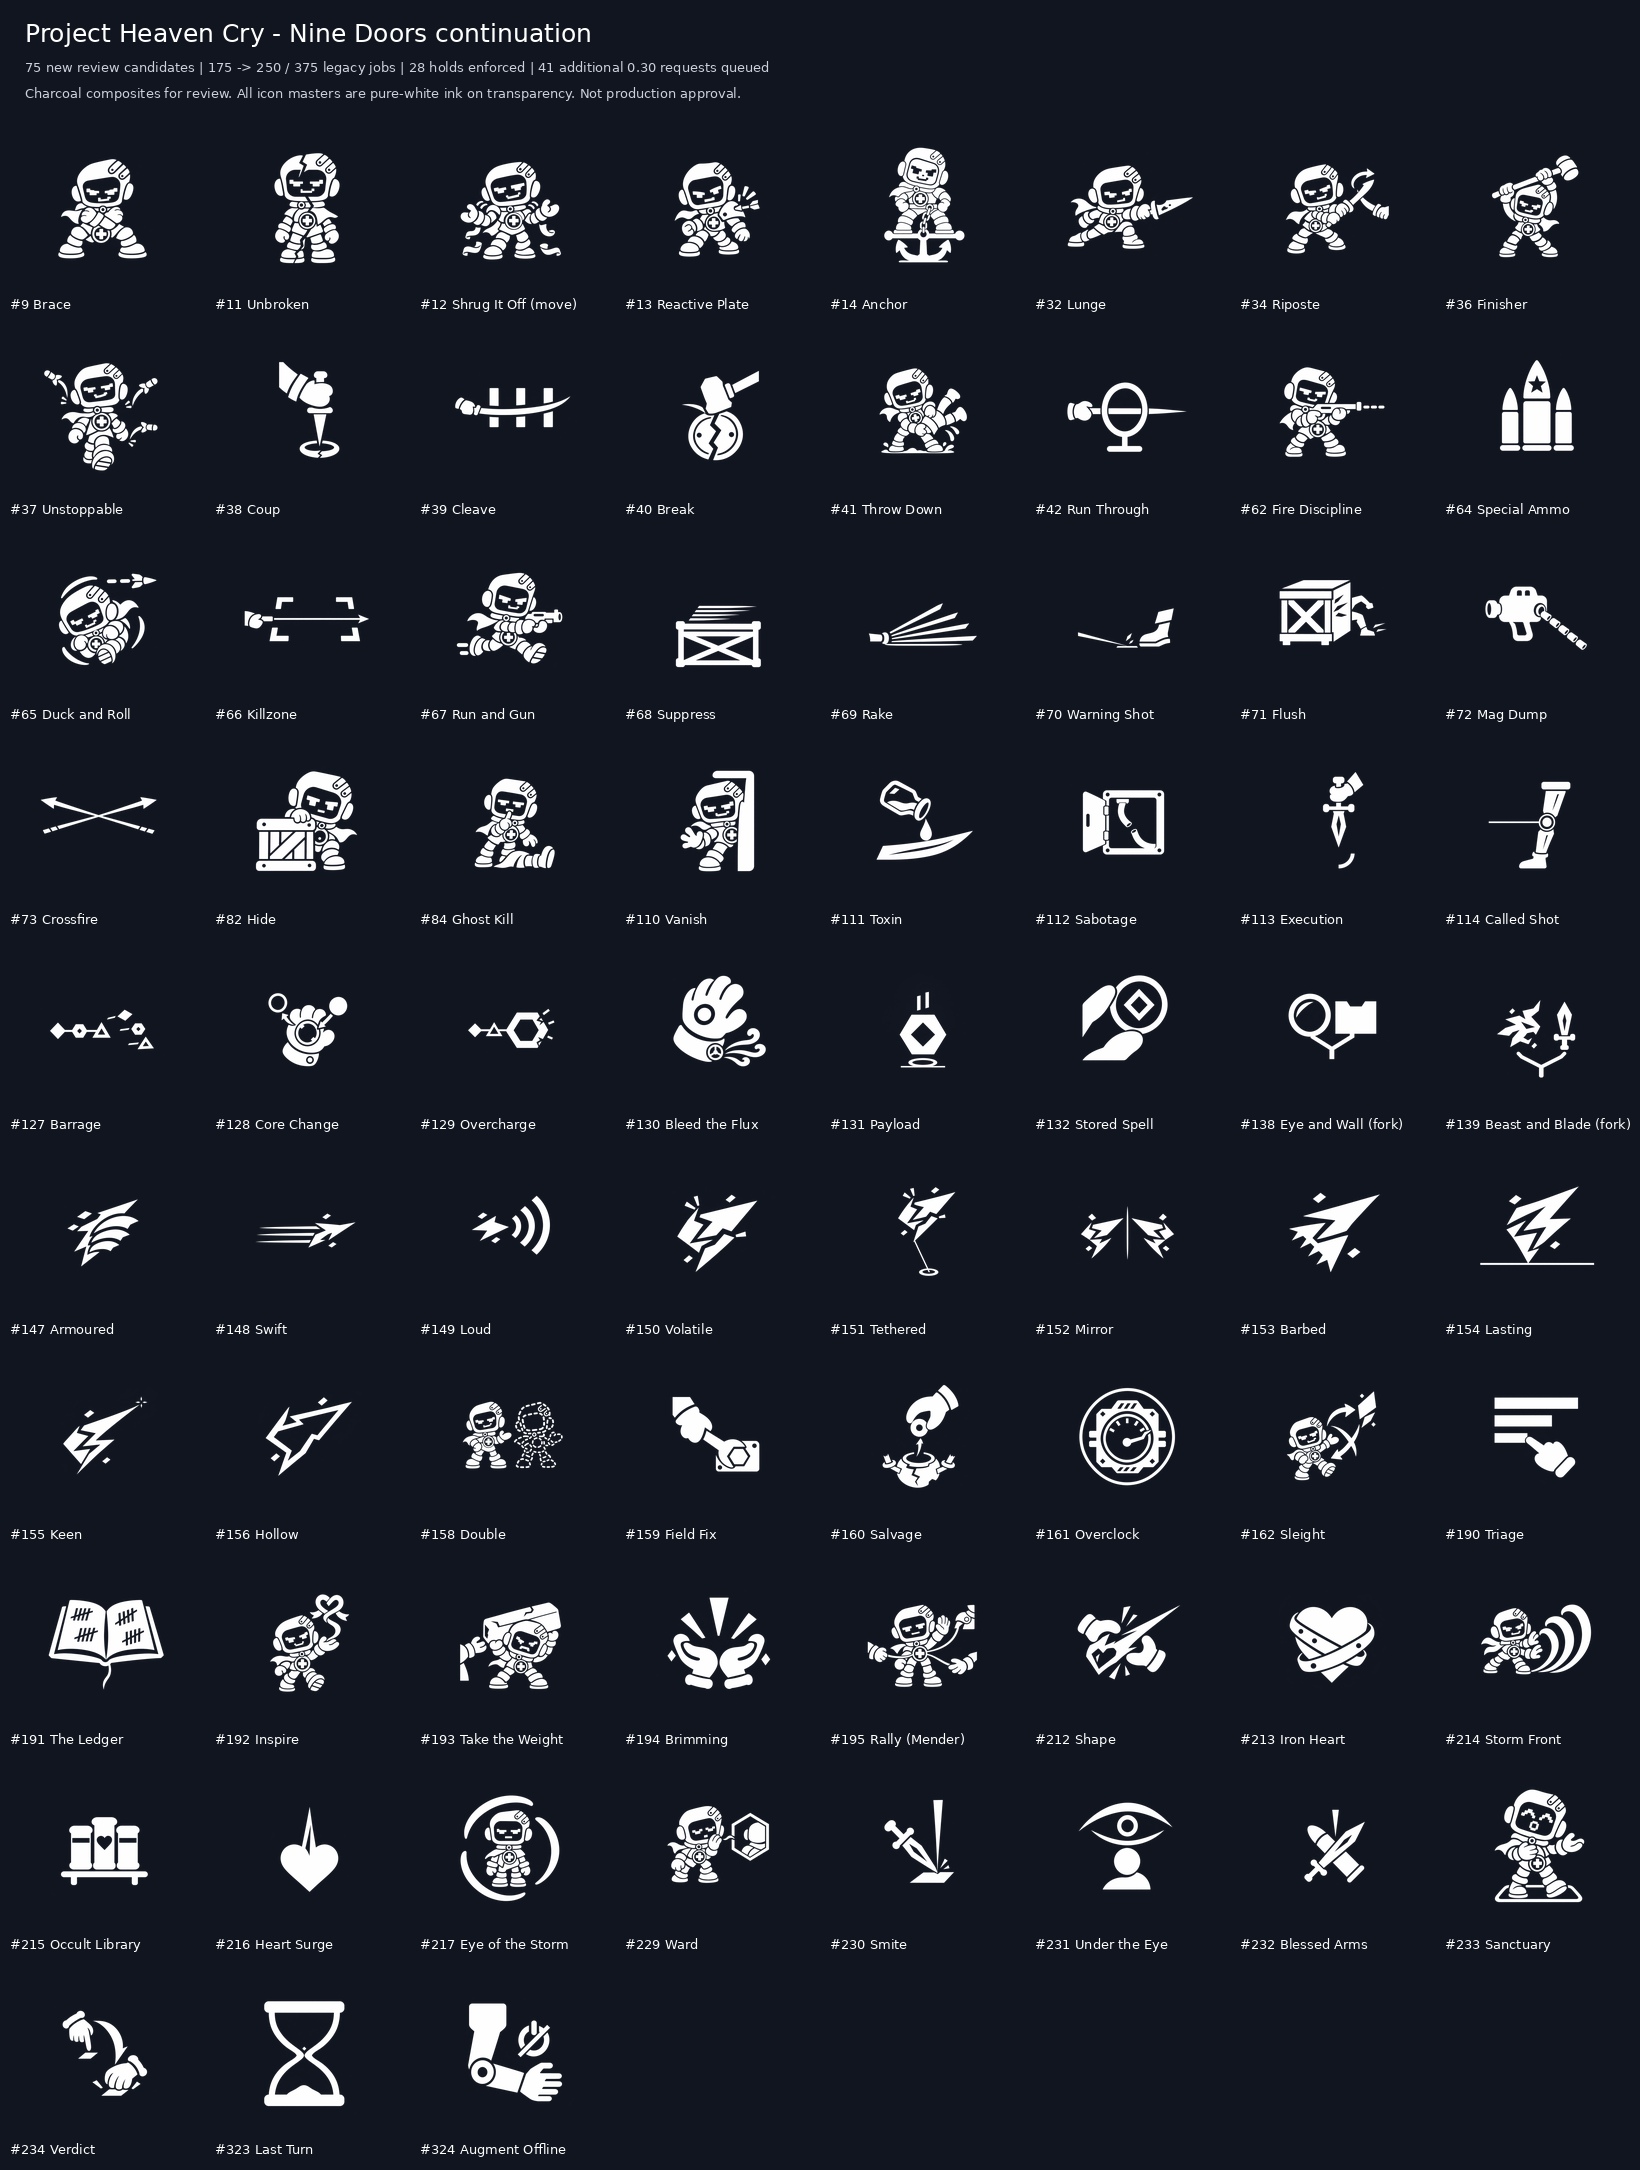 Project Heaven Cry - Nine Doors continuation
75 new review candidates | 175 -> 250 / 375 legacy jobs | 28 holds enforced | 41 additional 0.30 requests queued
Charcoal composites for review. All icon masters are pure-white ink on transparency. Not production approval.
#9 Brace
#11 Unbroken
#12 Shrug It Off (move)
#13 Reactive Plate
#14 Anchor
#32 Lunge
#34 Riposte
#36 Finisher
#37 Unstoppable
#38 Coup
#39 Cleave
#40 Break
#41 Throw Down
#42 Run Through
#62 Fire Discipline
#64 Special Ammo
#65 Duck and Roll
#66 Killzone
#67 Run and Gun
#68 Suppress
#69 Rake
#70 Warning Shot
#71 Flush
#72 Mag Dump
#73 Crossfire
#82 Hide
#84 Ghost Kill
#110 Vanish
#111 Toxin
#112 Sabotage
#113 Execution
#114 Called Shot
#127 Barrage
#128 Core Change
#129 Overcharge
#130 Bleed the Flux
#131 Payload
#132 Stored Spell
#138 Eye and Wall (fork)
#139 Beast and Blade (fork)
#147 Armoured
#148 Swift
#149 Loud
#150 Volatile
#151 Tethered
#152 Mirror
#153 Barbed
#154 Lasting
#155 Keen
#156 Hollow
#158 Double
#159 Field Fix
#160 Salvage
#161 Overclock
#162 Sleight
#190 Triage
#191 The Ledger
#192 Inspire
#193 Take the Weight
#194 Brimming
#195 Rally (Mender)
#212 Shape
#213 Iron Heart
#214 Storm Front
#215 Occult Library
#216 Heart Surge
#217 Eye of the Storm
#229 Ward
#230 Smite
#231 Under the Eye
#232 Blessed Arms
#233 Sanctuary
#234 Verdict
#323 Last Turn
#324 Augment Offline